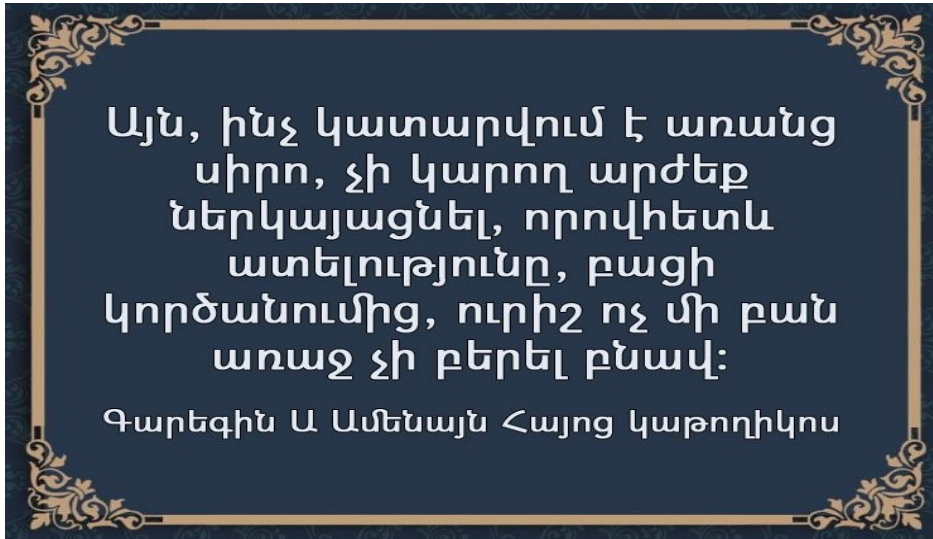 Այն, ինչ կատարվում է առանց
սիրո, չի կարող արժեք
ներկայացնել, որովհետև
ատելությունը, բացի
կործանումից, ուրիշ ոչ մի բան
առաջ չի բերել բնավ:
Գարեգին Ա Ամենայն Հայոց կաթողիկոս